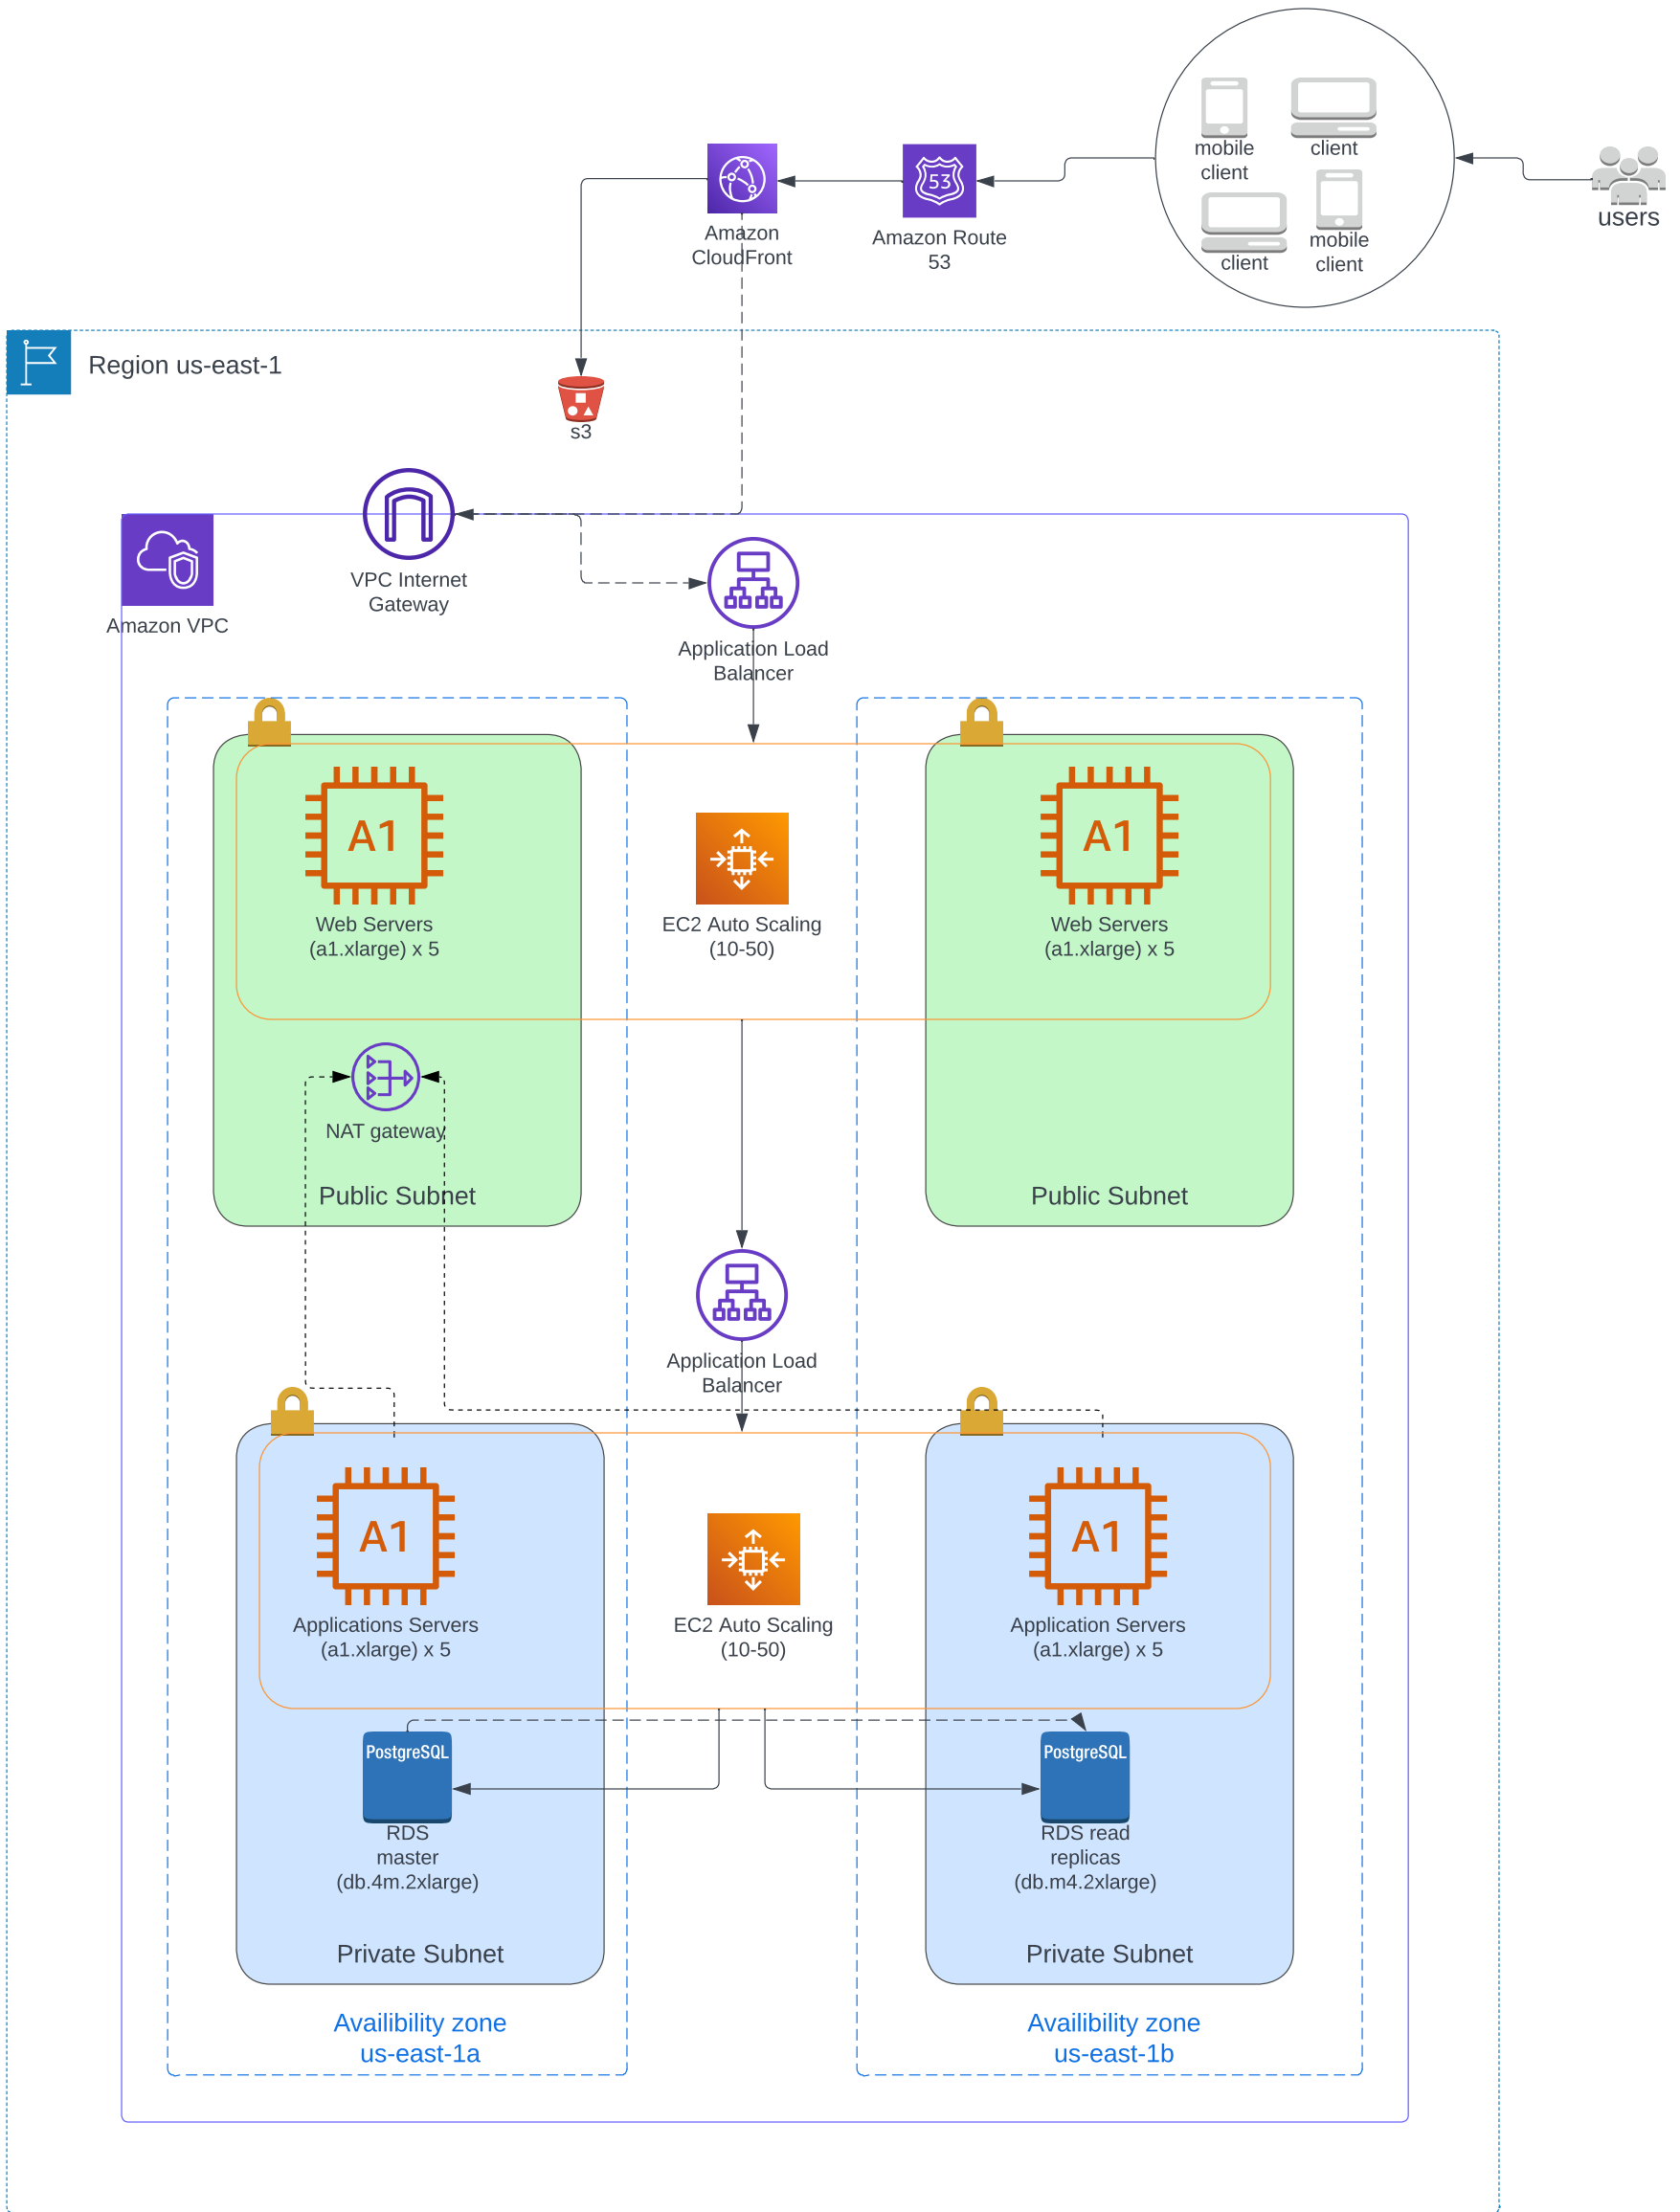 mobile
client
client
client
mobile
client
users
Amazon
CloudFront
53
Amazon Route
53
Region us-east-1
s3
VPC Internet
Gateway
Amazon VPC
Application Load
Balancer
A1
Web Servers
(a1.xlarge) x 5
EC2 Auto Scaling
(10-50)
A1
Web Servers
(a1.xlarge) x 5
NAT gateway
Public Subnet
Public Subnet
Application Load
Balancer
A1
Applications Servers
(a1.xlarge) x 5
EC2 Auto Scaling
(10-50)
A1
Application Servers
(a1.xlarge) x 5
PostgreSQL
RDS
master
(db.4m.2xlarge)
PostgreSQL
RDS read
replicas
(db.m4.2xlarge)
Private Subnet
Private Subnet
Availibility zone
us-east-1a
Availibility zone
us-east-1b